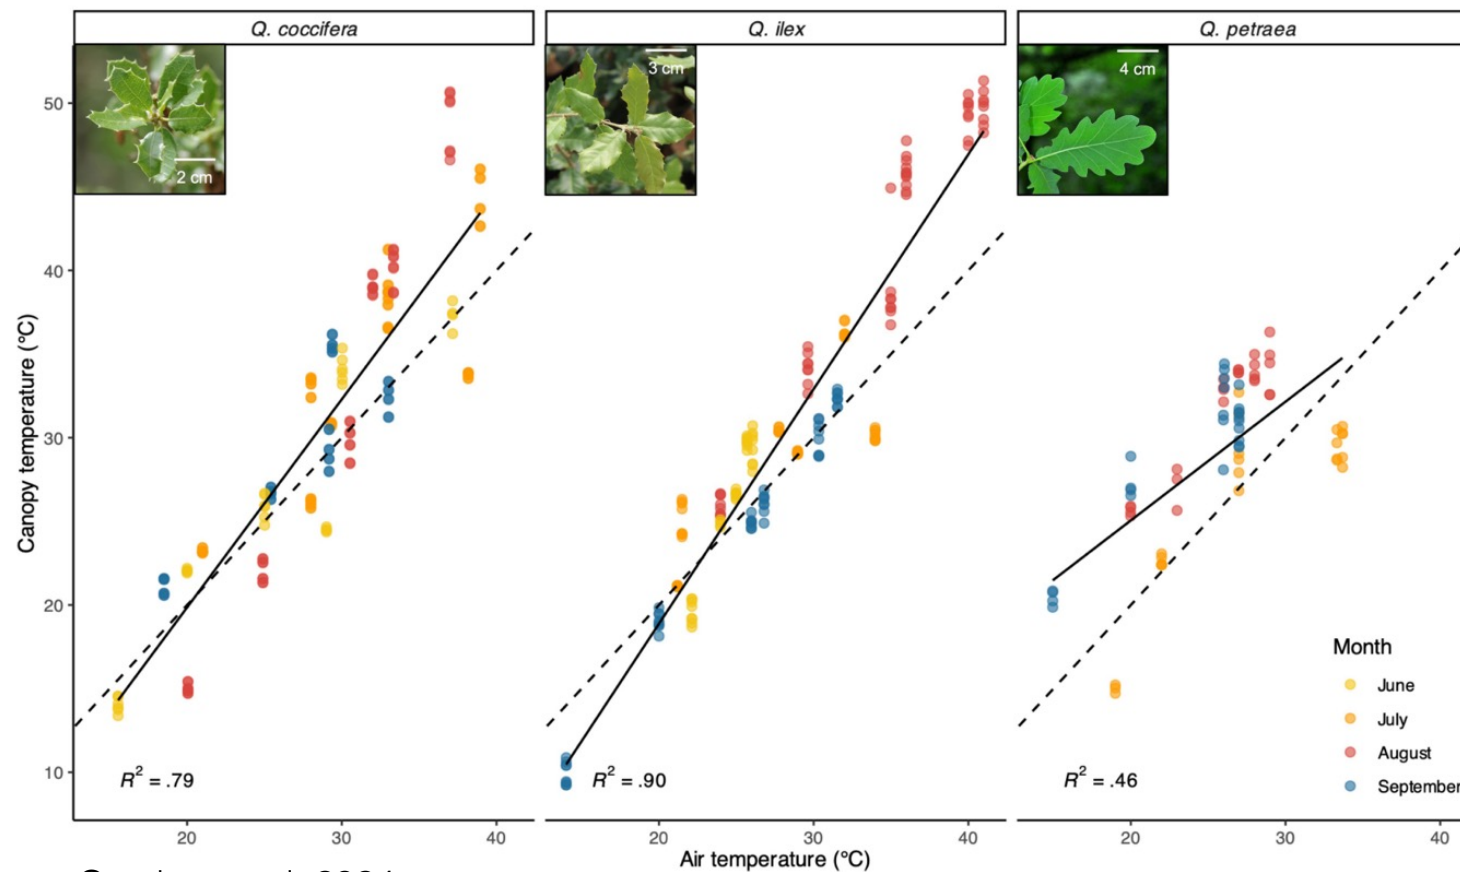 Q. coccifera
Q. ilex
Q. petraea
2 cm
3 cm
4 cm
Canopy temperature (°C)
50
40
30
20
10
R² = .79
R² = .90
R² = .46
Month
June
July
August
September
20 30 40
20 30 40
20 30 40
Air temperature (°C)